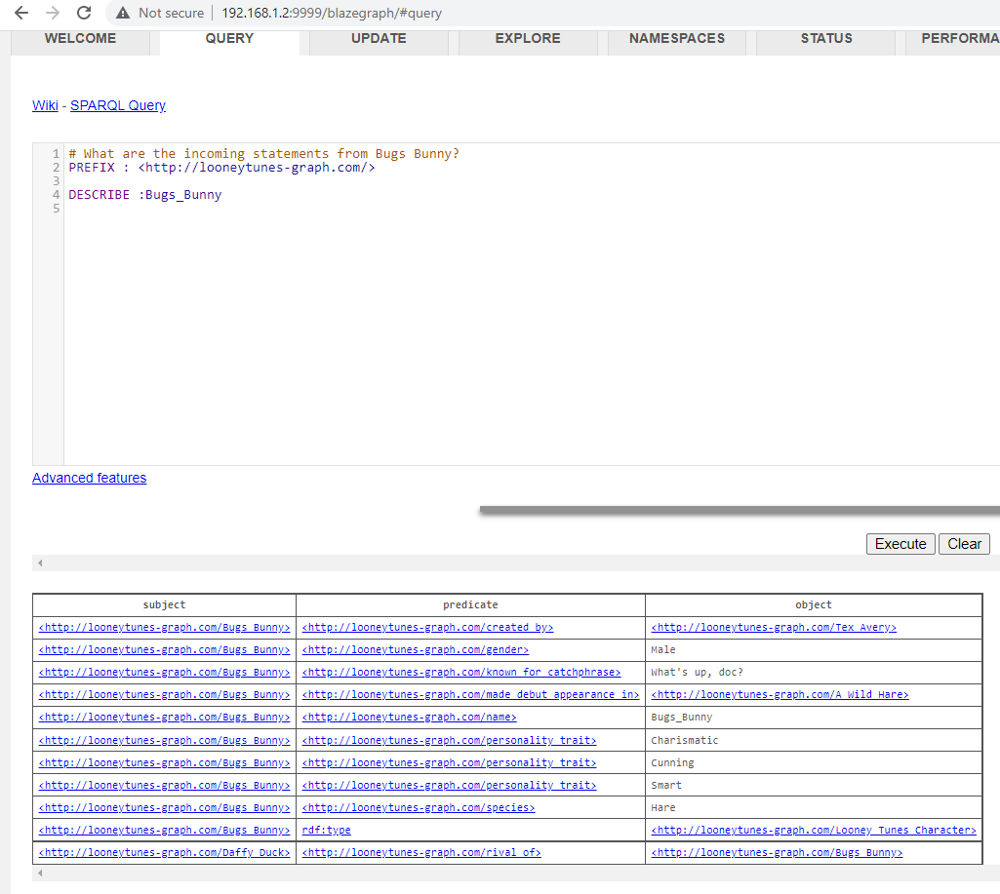 Not secure | 192.168.1.2:9999/blazegraph/#query
WELCOME QUERY UPDATE EXPLORE NAMESPACES STATUS PERFORMA
Wiki - SPARQL Query
1 # What are the incoming statements from Bugs Bunny?
2 PREFIX : <http://looneytunes-graph.com/>
3
4 DESCRIBE :Bugs_Bunny
5
Advanced features
Execute Clear
subject predicate object
<http://looneytunes-graph.com/Bugs_Bunny> <http://looneytunes-graph.com/created_by> <http://looneytunes-graph.com/Tex_Avery>
<http://looneytunes-graph.com/Bugs_Bunny> <http://looneytunes-graph.com/gender> Male
<http://looneytunes-graph.com/Bugs_Bunny> <http://looneytunes-graph.com/known_for_catchphrase> What's up, doc?
<http://looneytunes-graph.com/Bugs_Bunny> <http://looneytunes-graph.com/made_debut_appearance_in> <http://looneytunes-graph.com/A_Wild_Hare>
<http://looneytunes-graph.com/Bugs_Bunny> <http://looneytunes-graph.com/name> Bugs_Bunny
<http://looneytunes-graph.com/Bugs_Bunny> <http://looneytunes-graph.com/personality_trait> Charismatic
<http://looneytunes-graph.com/Bugs_Bunny> <http://looneytunes-graph.com/personality_trait> Cunning
<http://looneytunes-graph.com/Bugs_Bunny> <http://looneytunes-graph.com/personality_trait> Smart
<http://looneytunes-graph.com/Bugs_Bunny> <http://looneytunes-graph.com/species> Hare
<http://looneytunes-graph.com/Bugs_Bunny> rdf:type <http://looneytunes-graph.com/Looney_Tunes_Character>
<http://looneytunes-graph.com/Daffy_Duck> <http://looneytunes-graph.com/rival_of> <http://looneytunes-graph.com/Bugs_Bunny>